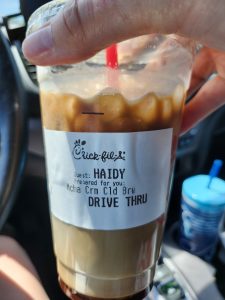 Chick-fil-A
Guest: HAIDY
Prepared for you:
Mcha Crm Cld Brw
DRIVE THRU